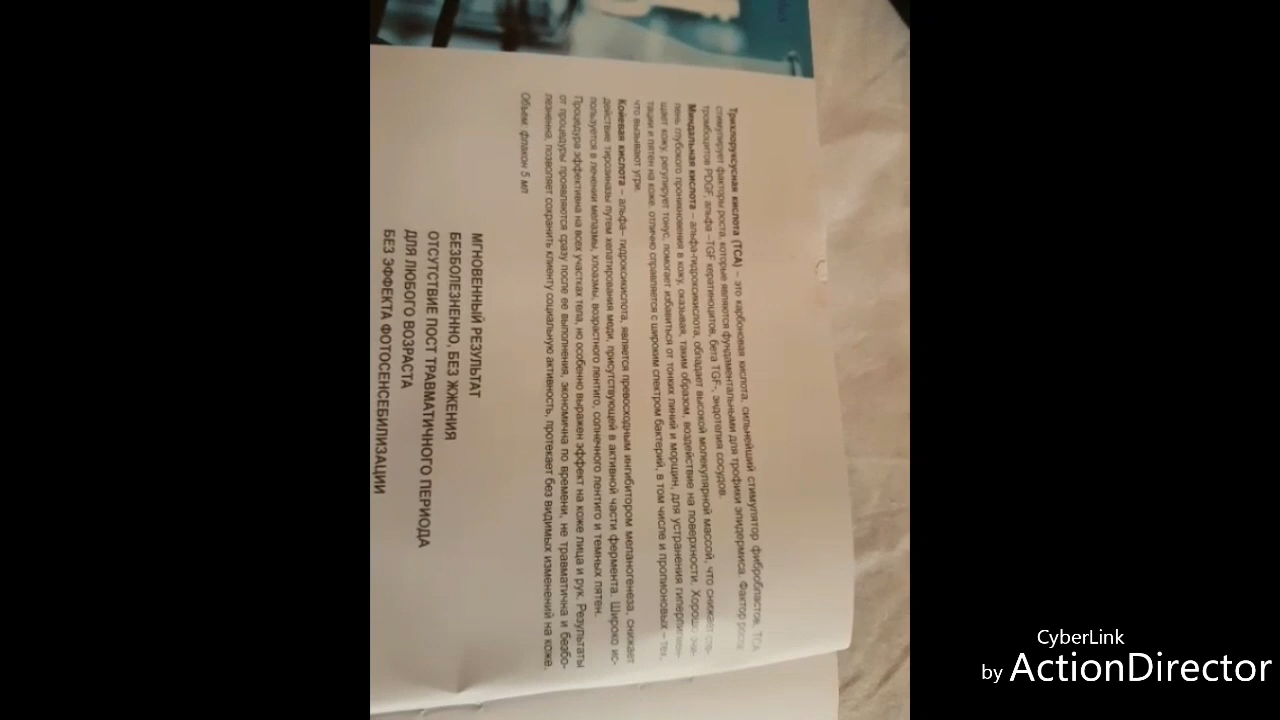 Трихлоруксусная кислота (ТСА) – это карбоновая кислота, сильнейший стимулятор фибробластов. ТСА
стимулирует факторы роста, которые являются фундаментальными для трофики эпидермиса. Фактор роста
тромбоцитов PDGF, альфа –TGF кератиноцитов, бета TGF-, эндотелия сосудов.
Миндальная кислота – альфа-гидроксикислота, обладает высокой молекулярной массой, что снижает сте-
пень глубокого проникновения в кожу, оказывая, таким образом, воздействие на поверхности. Хорошо
щает кожу, регулирует тонус, помогает избавиться от тонких линий и морщин, для устранения гиперпигмен-
тации и пятен на коже, отлично справляется с широким спектром бактерий, в том числе и пропионовых – тех,
что вызывают угри.
Койевая кислота – альфа– гидроксикислота, является превосходным ингибитором меланогенеза, снижает
действие тирозиназы путем хелатирования меди, присутствующей в активной части фермента. Широко ис-
пользуется в лечении мелазмы, хлоазмы, возрастного лентиго, солнечного лентиго и темных пятен.
Процедура эффективна на всех участках тела, но особенно выражен эффект на коже лица и рук. Результаты
от процедуры проявляются сразу после ее выполнения, экономична по времени, не травматична и безбо-
лезненна, позволяет сохранить клиенту социальную активность, протекает без видимых изменений на коже.
Объем: флакон 5 мл
МГНОВЕННЫЙ РЕЗУЛЬТАТ
БЕЗБОЛЕЗНЕННО, БЕЗ ЖЖЕНИЯ
ОТСУТСТВИЕ ПОСТ ТРАВМАТИЧНОГО ПЕРИОДА
ДЛЯ ЛЮБОГО ВОЗРАСТА
БЕЗ ЭФФЕКТА ФОТОСЕНСЕБИЛИЗАЦИИ
CyberLink
by ActionDirector